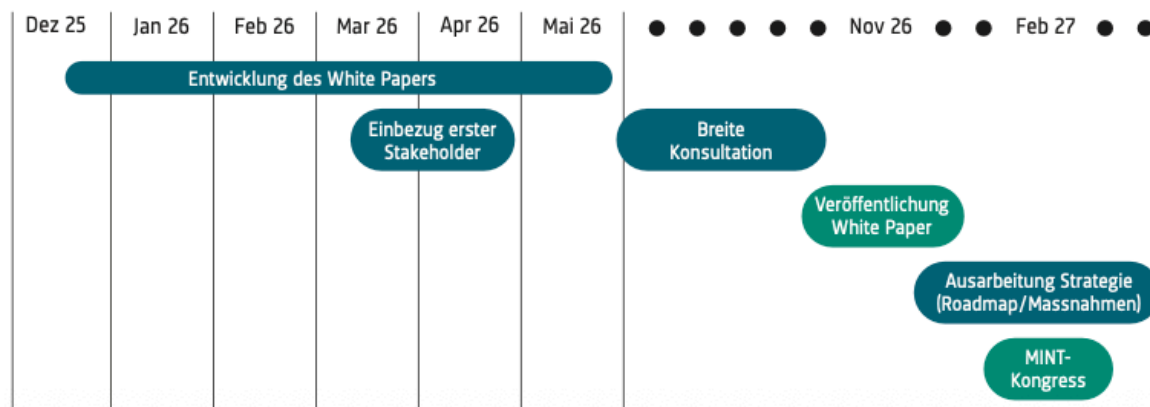 Dez 25 Jan 26 Feb 26 Mar 26 Apr 26 Mai 26 Nov 26 Feb 27
Entwicklung des White Papers
Einbezug erster
Stakeholder
Breite
Konsultation
Veröffentlichung
White Paper
Ausarbeitung Strategie
(Roadmap/Massnahmen)
MINT-
Kongress